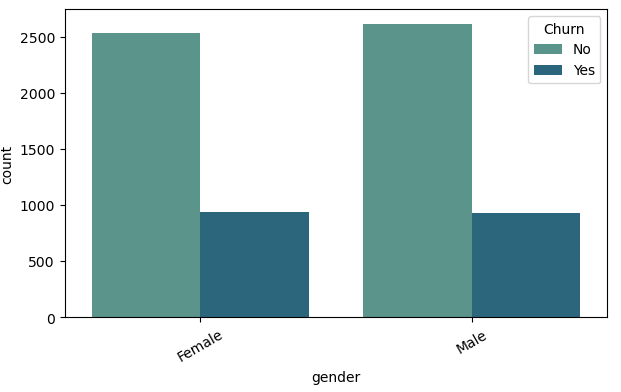 2500
2000
1500
1000
500
0
count
Churn
No
Yes
Female
Male
gender